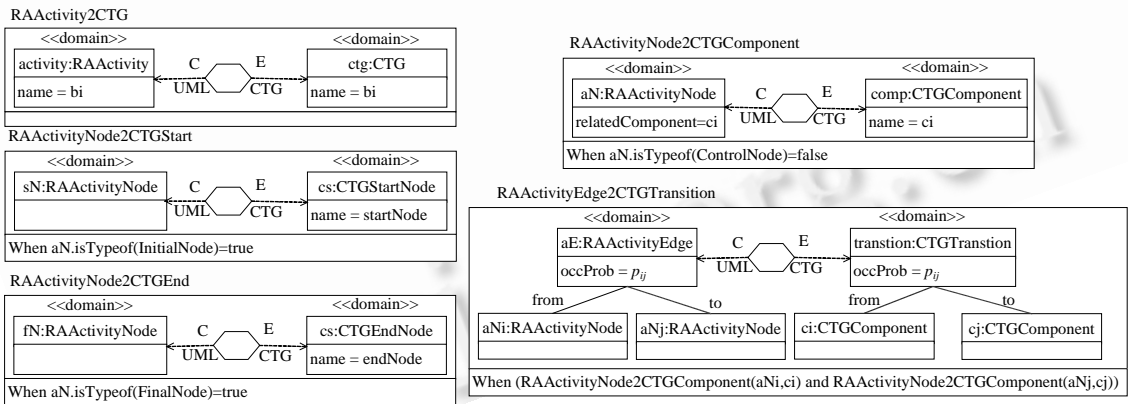 RAActivity2CTG
<<domain>> <<domain>>
activity:RAActivity C E ctg:CTG
UML CTG
name = bi name = bi
RAActivityNode2CTGStart
<<domain>> <<domain>>
sN:RAActivityNode C E cs:CTGStartNode
UML CTG
name = startNode
When aN.isTypeof(InitialNode)=true
RAActivityNode2CTGEnd
<<domain>> <<domain>>
fN:RAActivityNode C E cs:CTGEndNode
UML CTG
name = endNode
When aN.isTypeof(FinalNode)=true
RAActivityNode2CTGComponent
<<domain>> <<domain>>
aN:RAActivityNode C E comp:CTGComponent
UML CTG
relatedComponent=ci name = ci
When aN.isTypeof(ControlNode)=false
RAActivityEdge2CTGTransition
<<domain>> <<domain>>
aE:RAActivityEdge C E transtion:CTGTranstion
UML CTG
occProb = pij occProb = pij
from to from to
aNi:RAActivityNode aNj:RAActivityNode ci:CTGComponent cj:CTGComponent
When (RAActivityNode2CTGComponent(aNi,ci) and RAActivityNode2CTGComponent(aNj,cj))